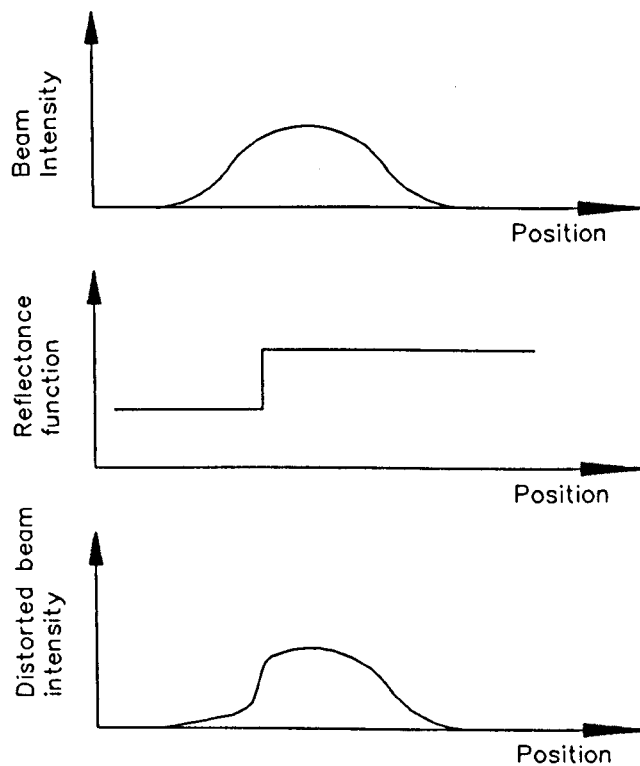 Beam
Intensity
Position
Reflectance
function
Position
Distorted beam
intensity
Position